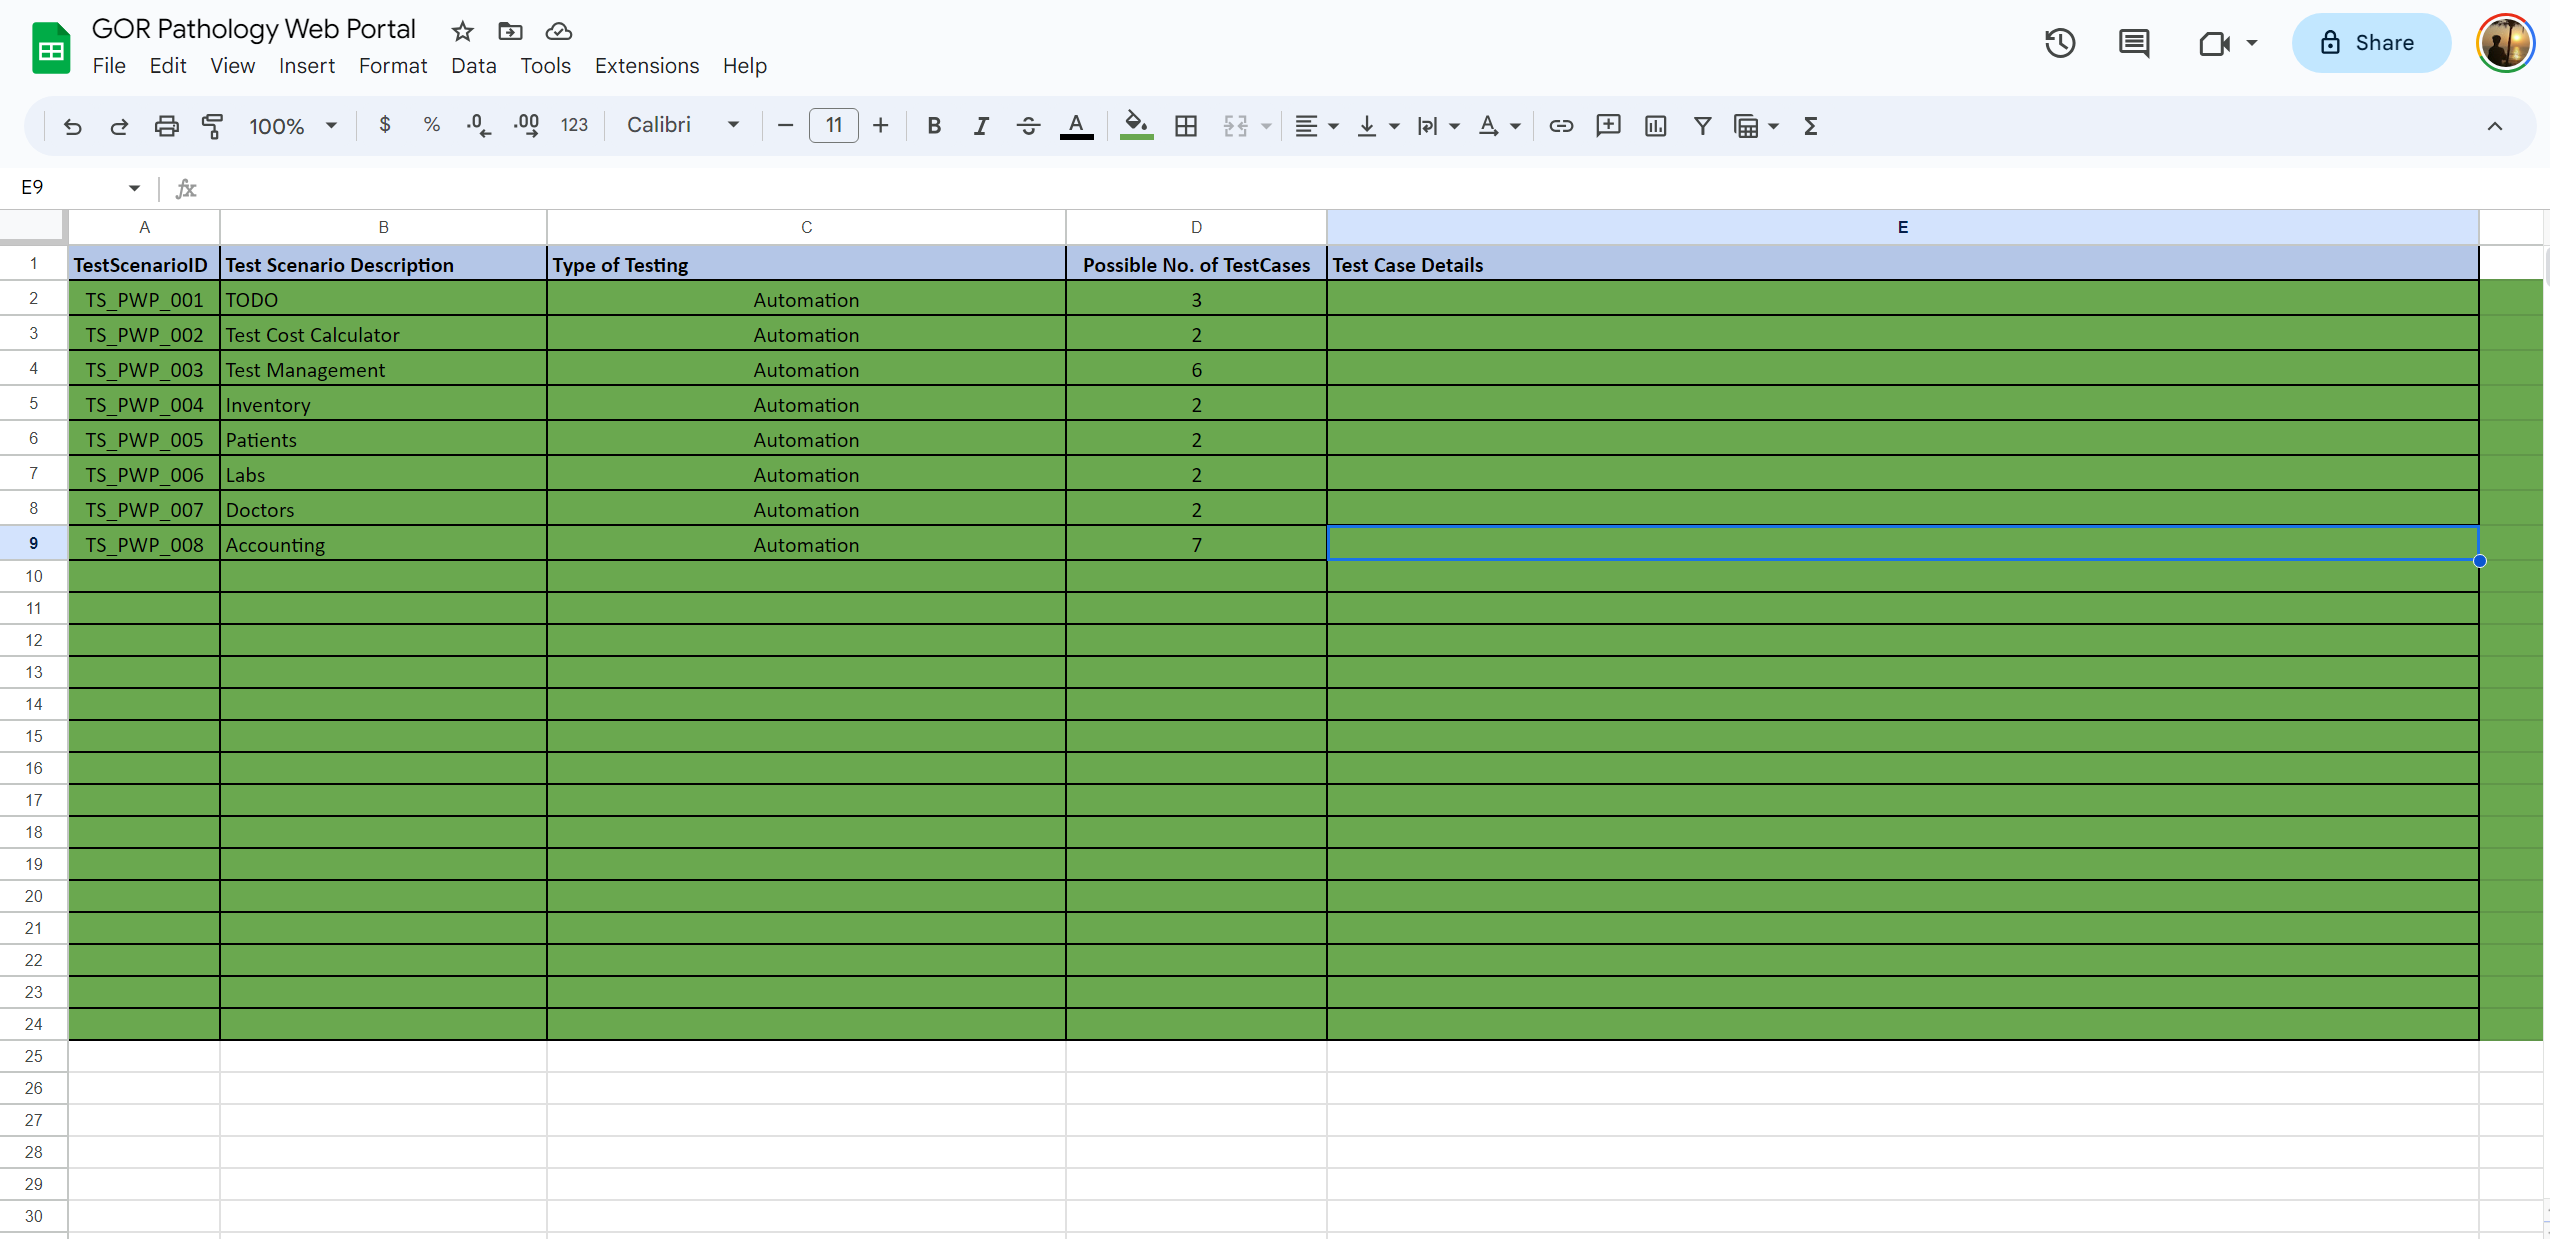 GOR Pathology Web Portal
File Edit View Insert Format Data Tools Extensions Help
Share
100% $ % .0 .00 123 Calibri 11 B I A Σ
E9 fx
A B C D E
1 TestScenarioID Test Scenario Description Type of Testing Possible No. of TestCases Test Case Details
2 TS_PWP_001 TODO Automation 3
3 TS_PWP_002 Test Cost Calculator Automation 2
4 TS_PWP_003 Test Management Automation 6
5 TS_PWP_004 Inventory Automation 2
6 TS_PWP_005 Patients Automation 2
7 TS_PWP_006 Labs Automation 2
8 TS_PWP_007 Doctors Automation 2
9 TS_PWP_008 Accounting Automation 7
10
11
12
13
14
15
16
17
18
19
20
21
22
23
24
25
26
27
28
29
30